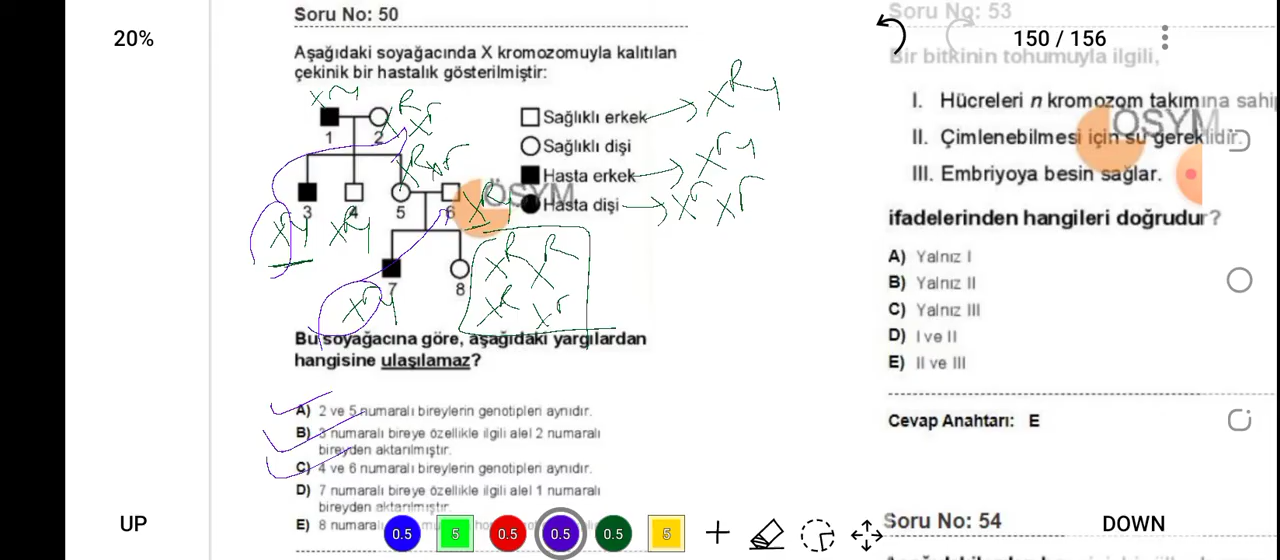 20%
UP
Soru No: 50
Aşağıdaki soyağacında X kromozomuyla kalıtılan
çekinik bir hastalık gösterilmiştir:
X^r Y
X^R X^r
1
2
X^R X^r
3
4
5
6
X^r Y
X^R Y
X^R Y
7
8
X^r Y
X^R X^R
X^R X^r
Sağlıklı erkek → X^R Y
Sağlıklı dişi
Hasta erkek → X^r Y
Hasta dişi → X^r X^r
ÖSYM
Bu soyağacına göre, aşağıdaki yargılardan
hangisine ulaşılamaz?
A) 2 ve 5 numaralı bireylerin genotipleri aynıdır.
B) 3 numaralı bireye özellikle ilgili alel 2 numaralı
bireyden aktarılmıştır.
C) 4 ve 6 numaralı bireylerin genotipleri aynıdır.
D) 7 numaralı bireye özellikle ilgili alel 1 numaralı
bireyden aktarılmıştır.
E) 8 numaralı
0.5 5 0.5 0.5 0.5 5
Soru No: 53
150 / 156
Bir bitkinin tohumuyla ilgili,
I. Hücreleri n kromozom takımına sahi
II. Çimlenebilmesi için su gereklidir.
III. Embriyoya besin sağlar.
ÖSYM
ifadelerinden hangileri doğrudur?
A) Yalnız I
B) Yalnız II
C) Yalnız III
D) I ve II
E) II ve III
Cevap Anahtarı: E
Soru No: 54
DOWN